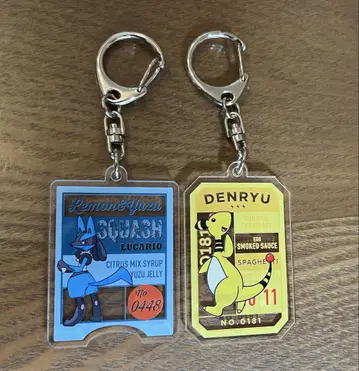 Lemon&Yuzu
SQUASH
LUCARIO
CITRUS MIX SYRUP
YUZU JELLY
No
0448
DENRYU
0181
EGG
SMOKED SAUCE
SPAGHE
11
NO.0181